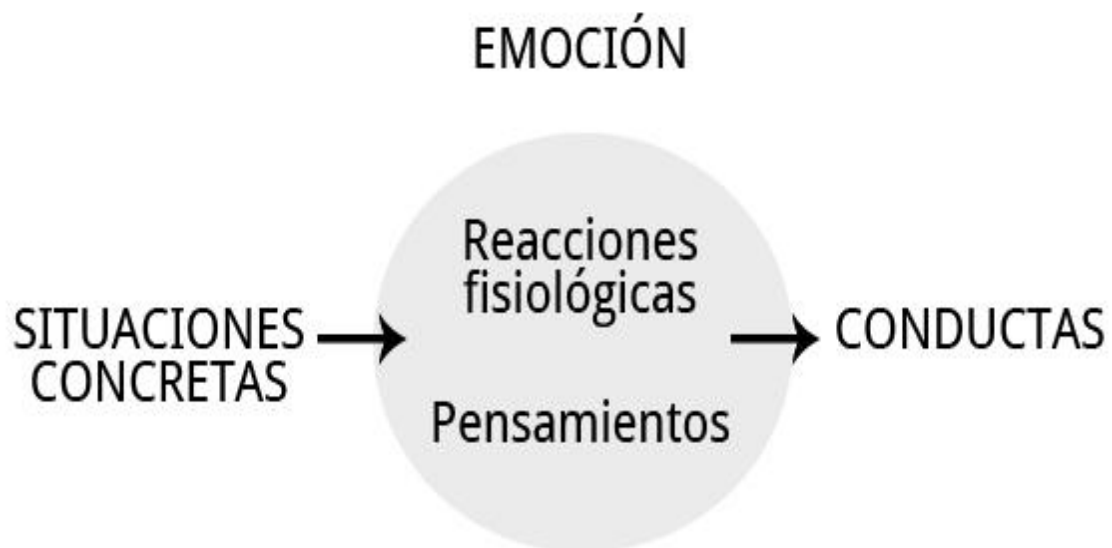 EMOCIÓN
Reacciones
fisiológicas
SITUACIONES
CONCRETAS
CONDUCTAS
Pensamientos